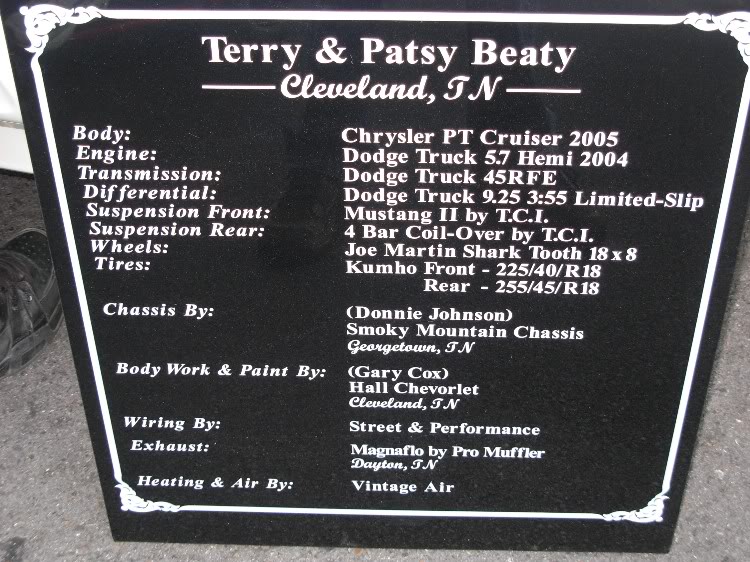 Terry & Patsy Beaty
Cleveland, TN
Body: Chrysler PT Cruiser 2005
Engine: Dodge Truck 5.7 Hemi 2004
Transmission: Dodge Truck 45RFE
Differential: Dodge Truck 9.25 3:55 Limited-Slip
Suspension Front: Mustang II by T.C.I.
Suspension Rear: 4 Bar Coil-Over by T.C.I.
Wheels: Joe Martin Shark Tooth 18 x 8
Tires: Kumho Front - 225/40/R18
Rear - 255/45/R18
Chassis By: (Donnie Johnson)
Smoky Mountain Chassis
Georgetown, TN
Body Work & Paint By: (Gary Cox)
Hall Chevorlet
Cleveland, TN
Wiring By: Street & Performance
Exhaust: Magnaflo by Pro Muffler
Dayton, TN
Heating & Air By: Vintage Air